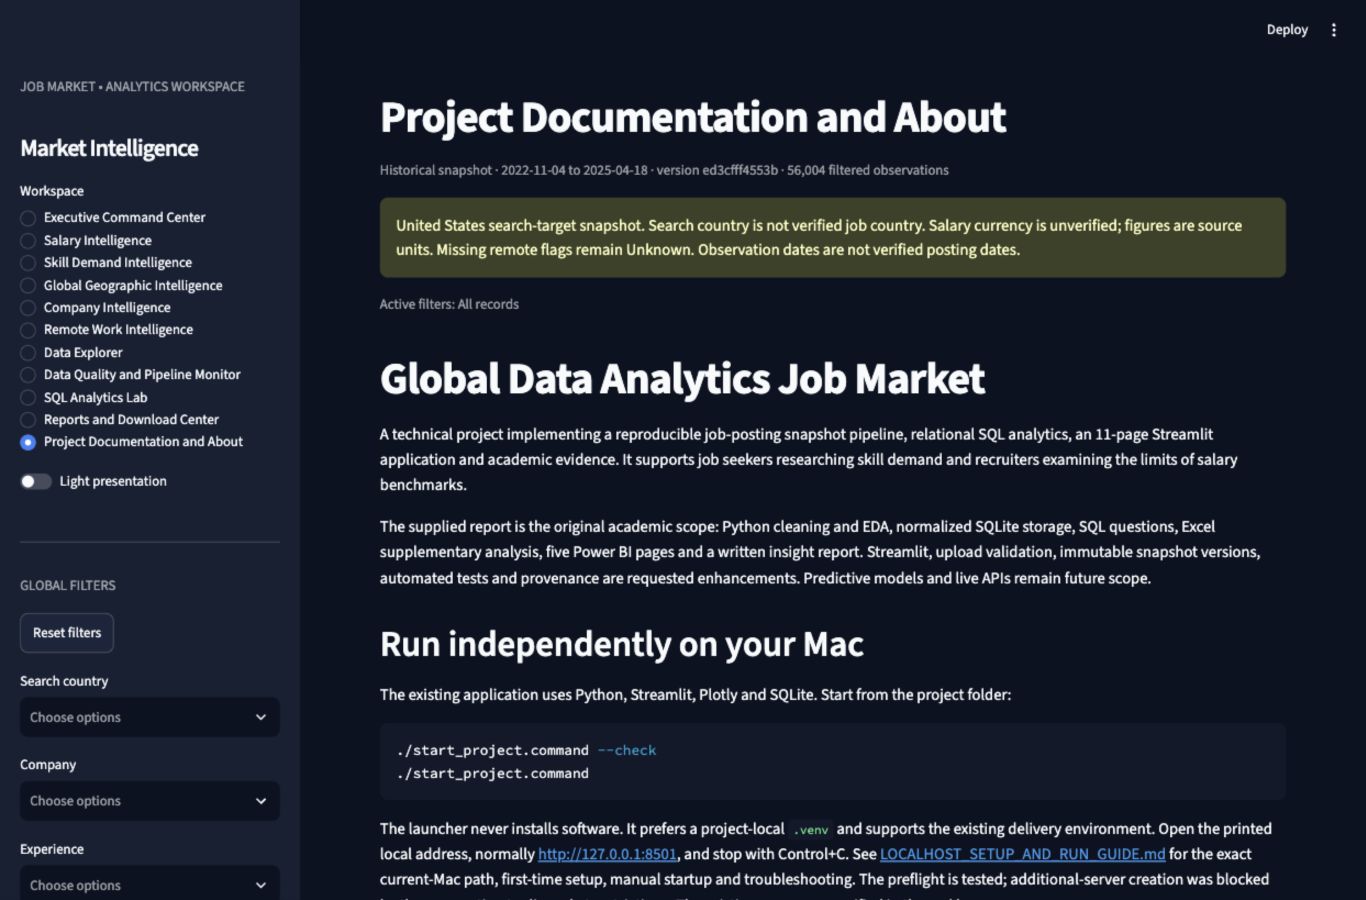 Deploy
JOB MARKET • ANALYTICS WORKSPACE
Market Intelligence
Workspace
Executive Command Center
Salary Intelligence
Skill Demand Intelligence
Global Geographic Intelligence
Company Intelligence
Remote Work Intelligence
Data Explorer
Data Quality and Pipeline Monitor
SQL Analytics Lab
Reports and Download Center
Project Documentation and About
Light presentation
GLOBAL FILTERS
Reset filters
Search country
Choose options
Company
Choose options
Experience
Choose options
Project Documentation and About
Historical snapshot · 2022-11-04 to 2025-04-18 · version ed3cfff4553b · 56,004 filtered observations
United States search-target snapshot. Search country is not verified job country. Salary currency is unverified; figures are source
units. Missing remote flags remain Unknown. Observation dates are not verified posting dates.
Active filters: All records
Global Data Analytics Job Market
A technical project implementing a reproducible job-posting snapshot pipeline, relational SQL analytics, an 11-page Streamlit
application and academic evidence. It supports job seekers researching skill demand and recruiters examining the limits of salary
benchmarks.
The supplied report is the original academic scope: Python cleaning and EDA, normalized SQLite storage, SQL questions, Excel
supplementary analysis, five Power BI pages and a written insight report. Streamlit, upload validation, immutable snapshot versions,
automated tests and provenance are requested enhancements. Predictive models and live APIs remain future scope.
Run independently on your Mac
The existing application uses Python, Streamlit, Plotly and SQLite. Start from the project folder:
./start_project.command --check
./start_project.command
The launcher never installs software. It prefers a project-local .venv and supports the existing delivery environment. Open the printed
local address, normally http://127.0.0.1:8501, and stop with Control+C. See LOCALHOST_SETUP_AND_RUN_GUIDE.md for the exact
current-Mac path, first-time setup, manual startup and troubleshooting. The preflight is tested; additional-server creation was blocked